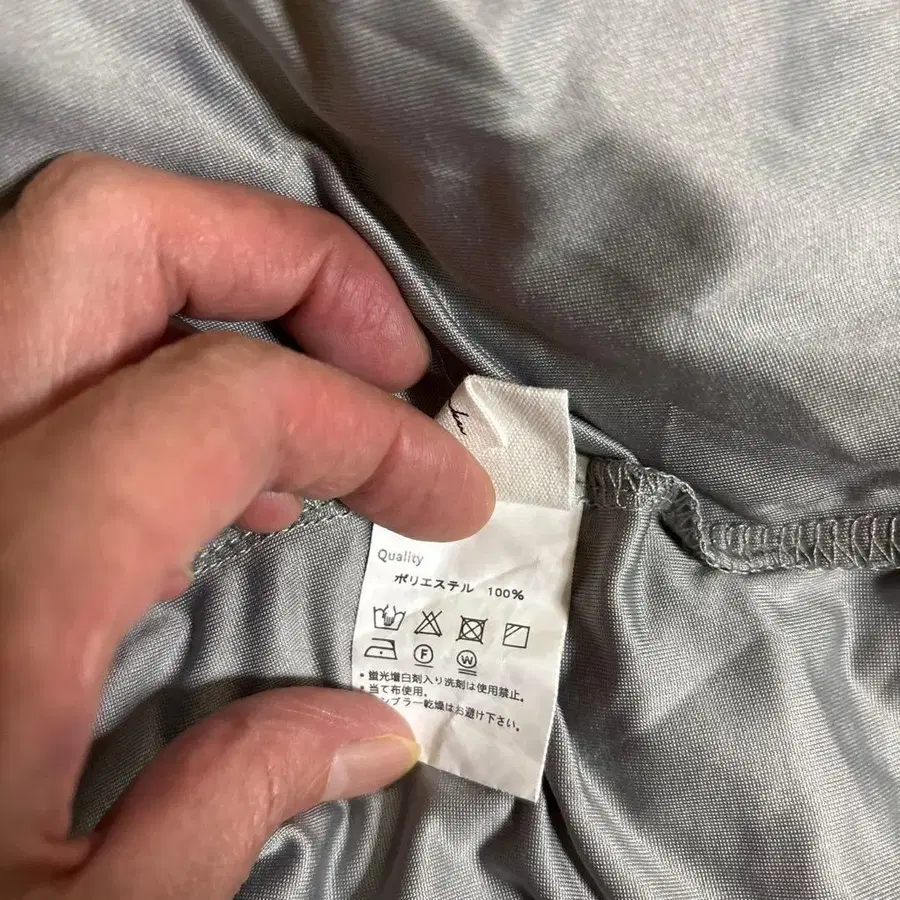 Quality
ポリエステル 100%
F W
・蛍光増白剤入り洗剤は使用禁止。
・当て布使用。
ンブラー乾燥はお避け下さい。